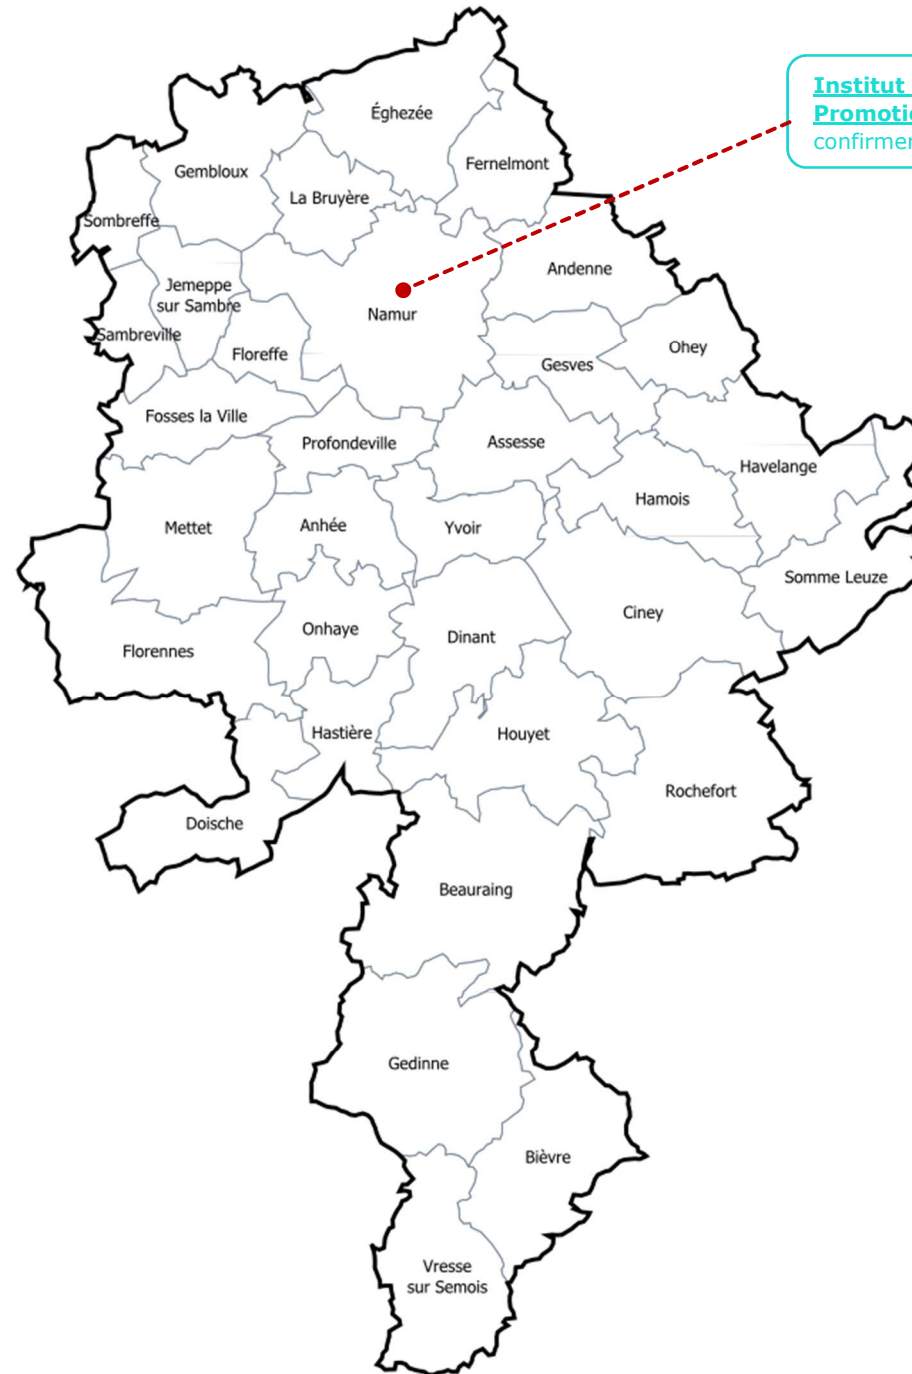 Éghezée
Institut
confirmer
Gembloux
Fernelmont
La Bruyère
Sombreffe
Andenne
Jemeppe
sur Sambre
Namur
Sambreville
Floreffe
Gesves
Ohey
Fosses la Ville
Profondeville
Assesse
Havelange
Hamois
Mettet
Anhée
Yvoir
Somme Leuze
Ciney
Onhaye
Dinant
Florennes
Hastière
Houyet
Rochefort
Doische
Beauraing
Gedinne
Bièvre
Vresse
sur Semois